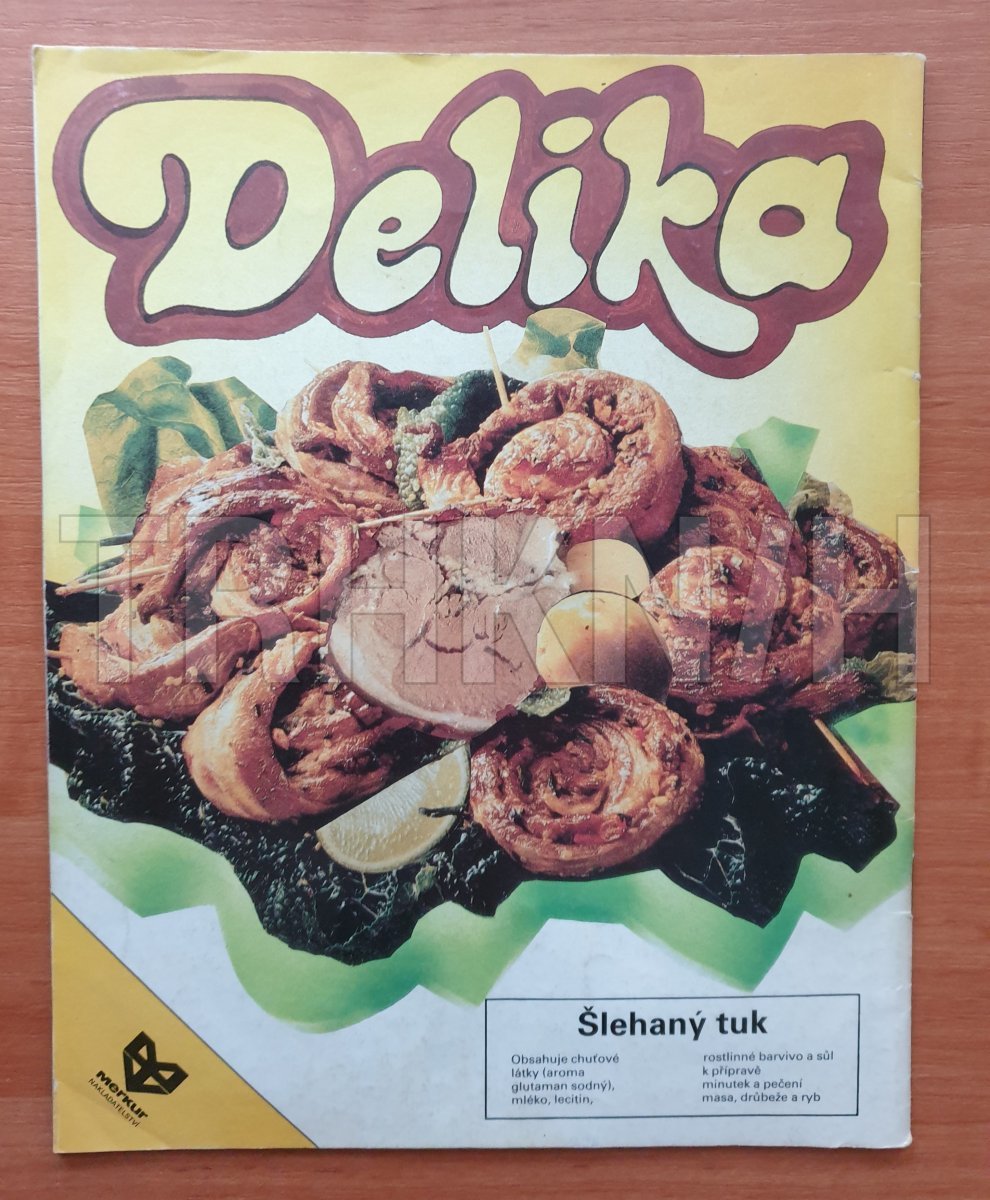 Delika
TRHKNIH
Šlehaný tuk
Obsahuje chuťové
látky (aroma
glutaman sodný),
mléko, lecitin,
rostlinné barvivo a sůl
k přípravě
minutek a pečení
masa, drůbeže a ryb
merkur
NAKLADATELSTVÍ